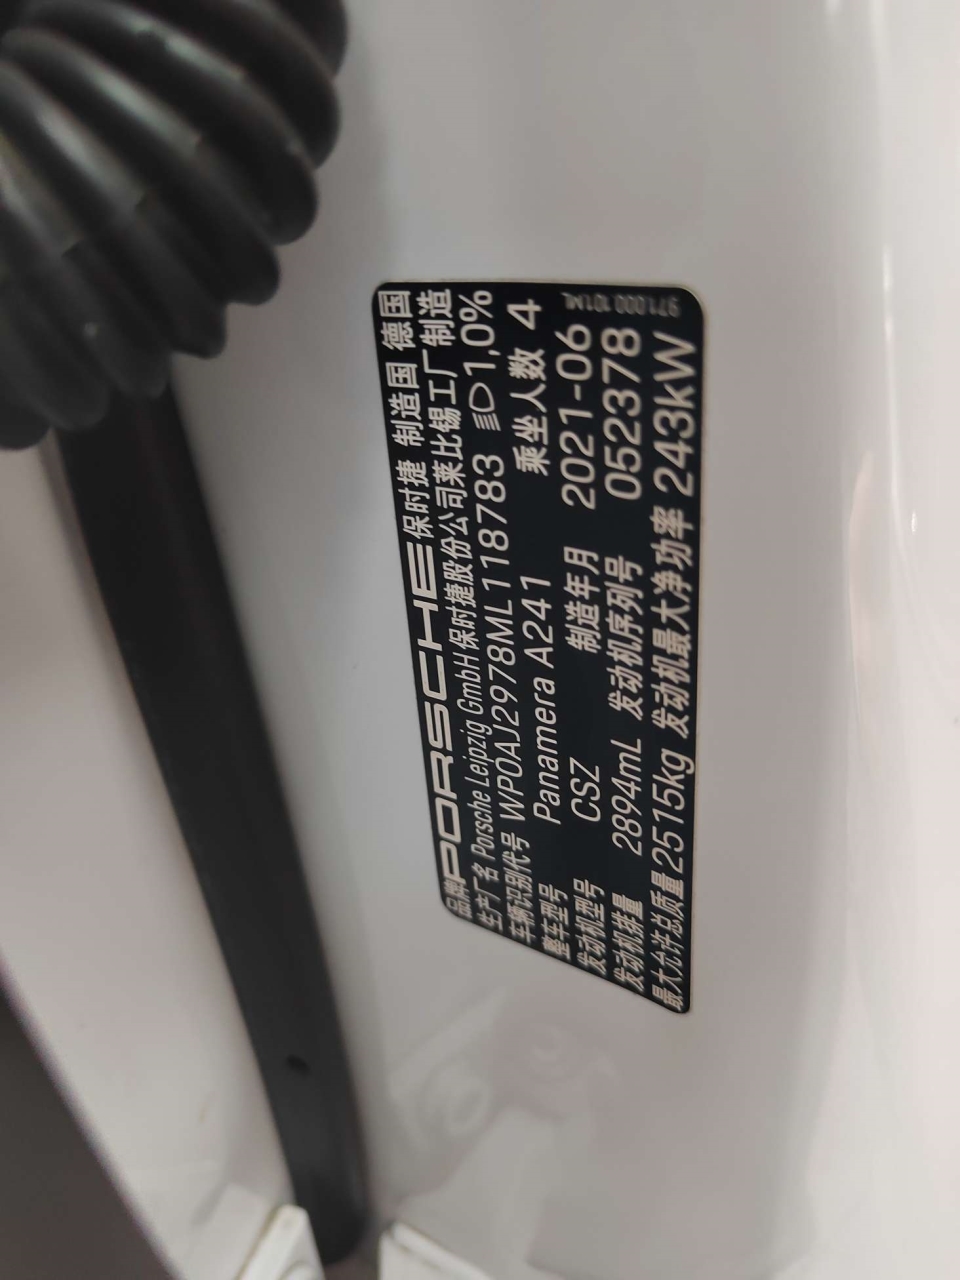 品牌 PORSCHE 保时捷 制造国 德国
生产厂名 Porsche Leipzig GmbH 保时捷股份公司莱比锡工厂制造
车辆识别代号 WP0AJ2978ML118783 1,0%
整车型号 Panamera A241 乘坐人数 4
发动机型号 CSZ 制造年月 2021-06
发动机排量 2894mL 发动机序列号 052378
最大允许总质量 2515kg 发动机最大净功率 243kW
971.000.101.ML